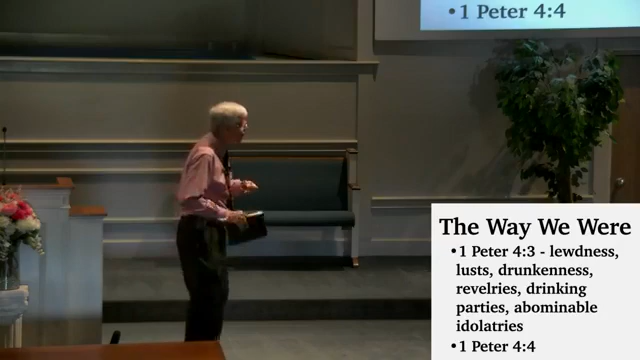 • 1 Peter 4:4
The Way We Were
• 1 Peter 4:3 - lewdness,
lusts, drunkenness,
revelries, drinking
parties, abominable
idolatries
• 1 Peter 4:4